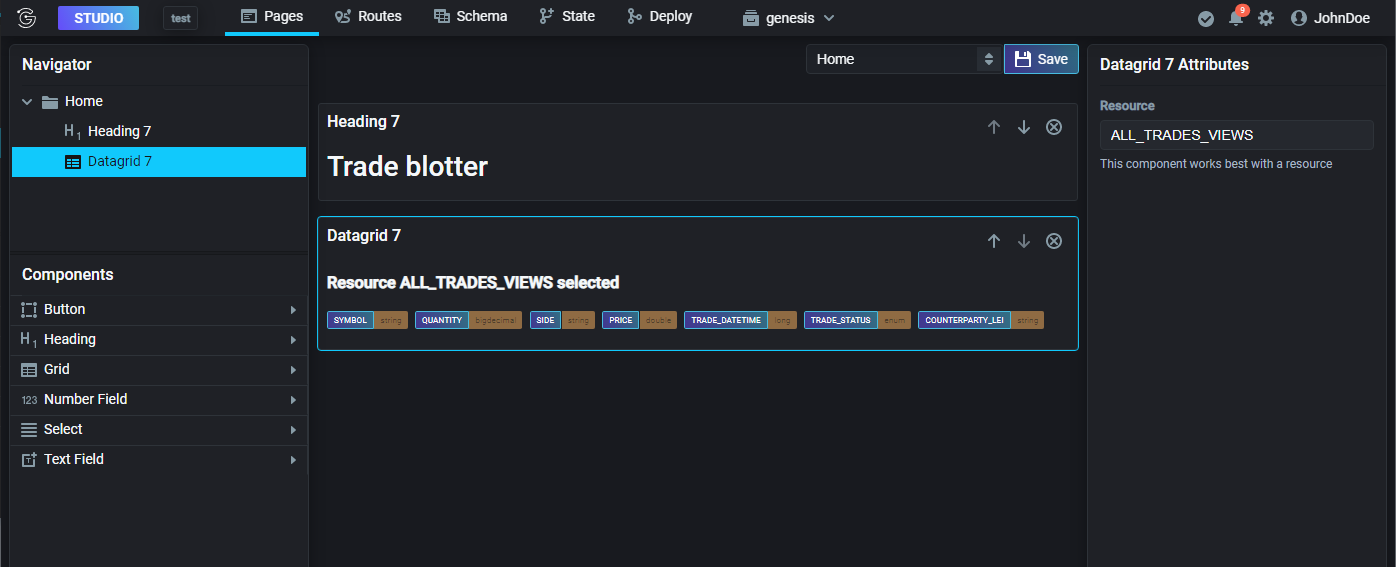 STUDIO test Pages Routes Schema State Deploy genesis 9 JohnDoe
Navigator
Home
H1 Heading 7
Datagrid 7
Components
Button
H1 Heading
Grid
123 Number Field
Select
T Text Field
Home Save
Heading 7
Trade blotter
Datagrid 7
Resource ALL_TRADES_VIEWS selected
SYMBOL string QUANTITY bigdecimal SIDE string PRICE double TRADE_DATETIME long TRADE_STATUS enum COUNTERPARTY_LEI string
Datagrid 7 Attributes
Resource
ALL_TRADES_VIEWS
This component works best with a resource